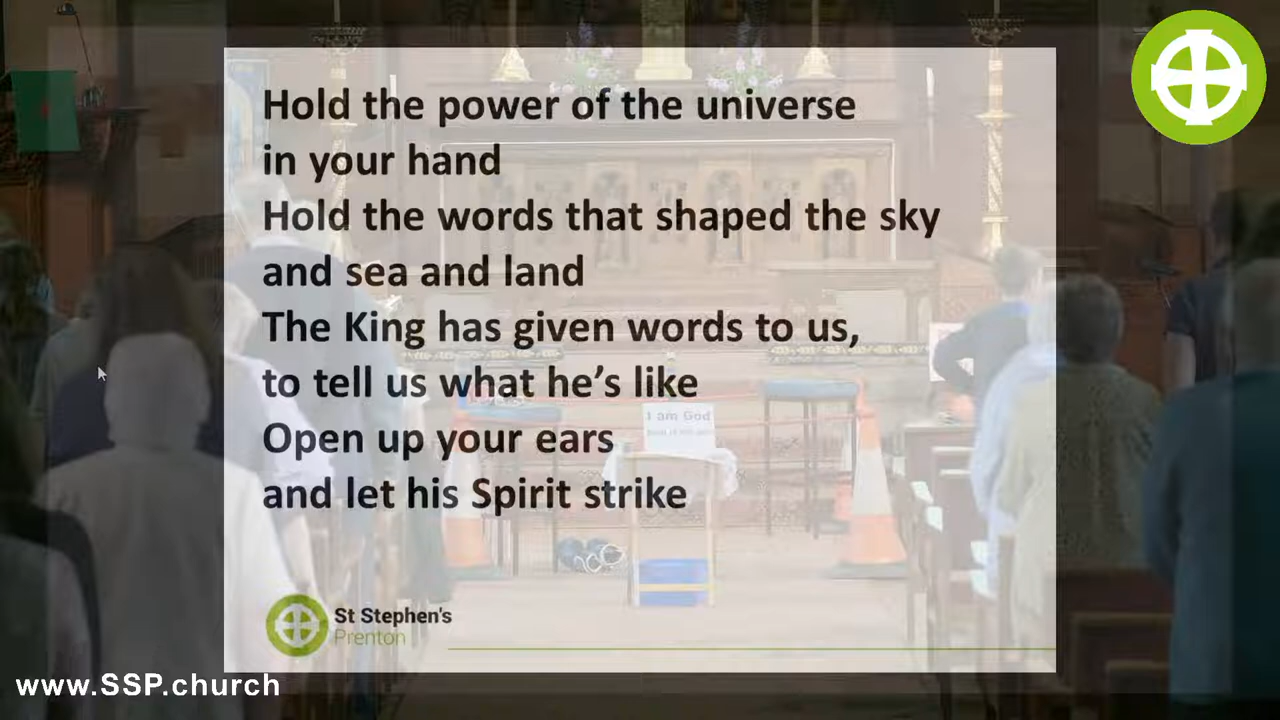 Hold the power of the universe
in your hand
Hold the words that shaped the sky
and sea and land
The King has given words to us,
to tell us what he’s like
Open up your ears
and let his Spirit strike
I am God
St Stephen's
Prenton
www.SSP.church